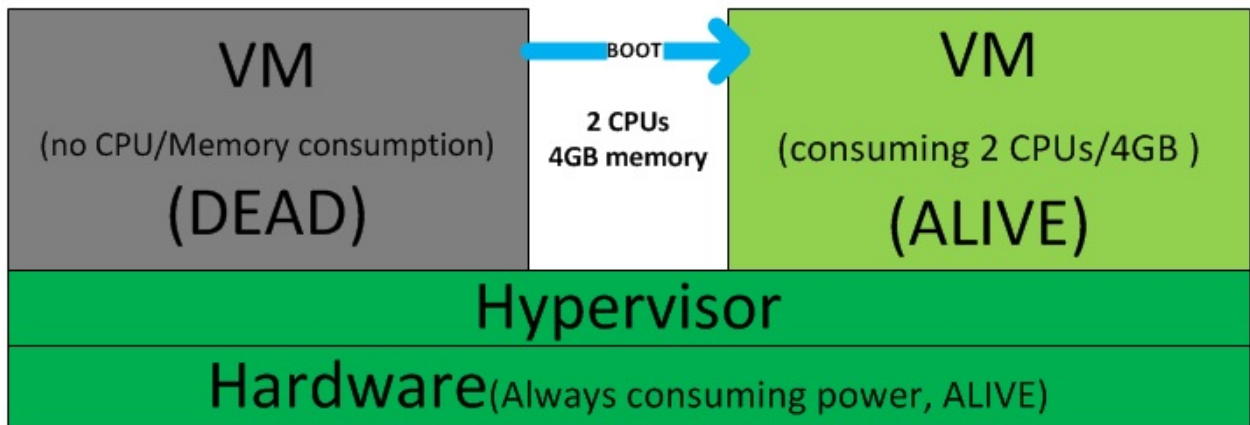 VM
(no CPU/Memory consumption)
(DEAD)
BOOT
2 CPUs
4GB memory
VM
(consuming 2 CPUs/4GB )
(ALIVE)
Hypervisor
Hardware(Always consuming power, ALIVE)